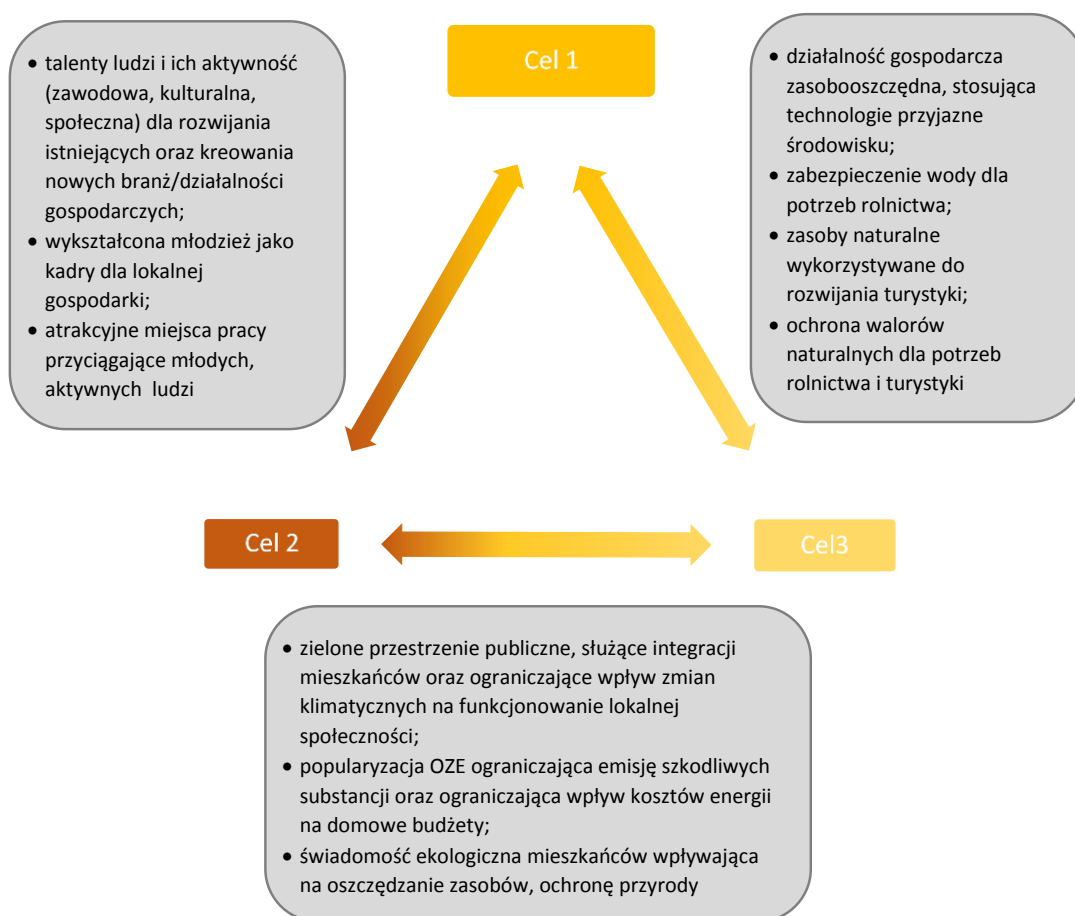 Cel 1
• talenty ludzi i ich aktywność
(zawodowa, kulturalna,
społeczna) dla rozwijania
istniejących oraz kreowania
nowych branż/działalności
gospodarczych;
• wykształcona młodzież jako
kadry dla lokalnej
gospodarki;
• atrakcyjne miejsca pracy
przyciągające młodych,
aktywnych  ludzi
• działalność gospodarcza
zasobooszczędna, stosująca
technologie przyjazne
środowisku;
• zabezpieczenie wody dla
potrzeb rolnictwa;
• zasoby naturalne
wykorzystywane do
rozwijania turystyki;
• ochrona walorów
naturalnych dla potrzeb
rolnictwa i turystyki
Cel 2
Cel3
• zielone przestrzenie publiczne, służące integracji
mieszkańców oraz ograniczające wpływ zmian
klimatycznych na funkcjonowanie lokalnej
społeczności;
• popularyzacja OZE ograniczająca emisję szkodliwych
substancji oraz ograniczająca wpływ kosztów energii
na domowe budżety;
• świadomość ekologiczna mieszkańców wpływająca
na oszczędzanie zasobów, ochronę przyrody